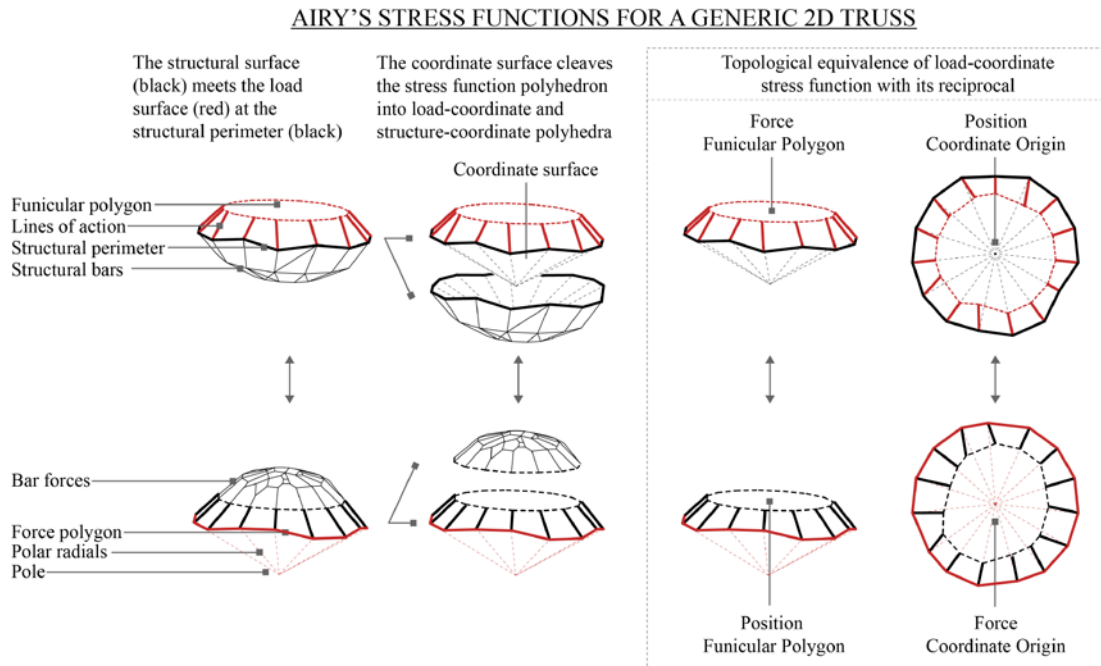 AIRY'S STRESS FUNCTIONS FOR A GENERIC 2D TRUSS
The structural surface
(black) meets the load
surface (red) at the
structural perimeter (black)
The coordinate surface cleaves
the stress function polyhedron
into load-coordinate and
structure-coordinate polyhedra
Topological equivalence of load-coordinate
stress function with its reciprocal
Coordinate surface
Force
Funicular Polygon
Position
Coordinate Origin
Funicular polygon
Lines of action
Structural perimeter
Structural bars
Bar forces
Force polygon
Polar radials
Pole
Position
Funicular Polygon
Force
Coordinate Origin